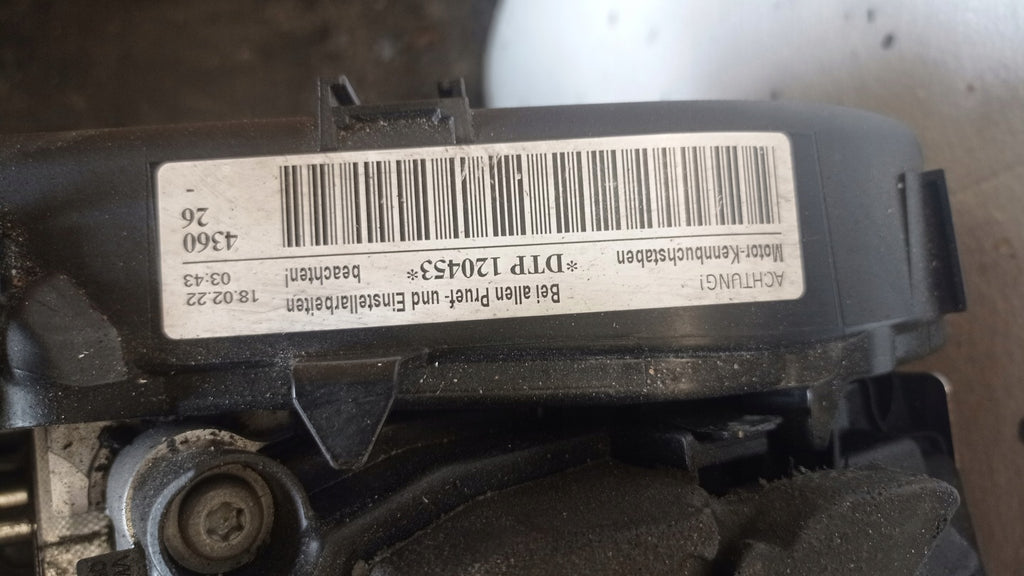 ACHTUNG!
Bei allen Pruef- und Einstellarbeiten
18.02.22
Motor-Kennbuchstaben
*DTP 120453*
beachten!
03:43
4360
26
-